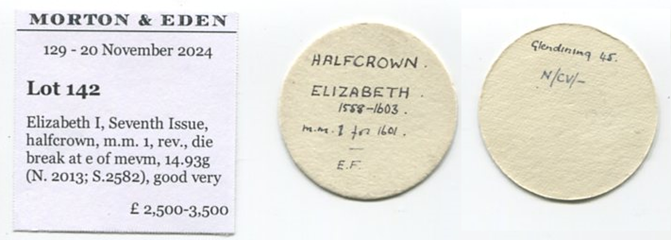 MORTON & EDEN
129 - 20 November 2024
Lot 142
Elizabeth I, Seventh Issue,
halfcrown, m.m. 1, rev., die
break at e of mevm, 14.93g
(N. 2013; S.2582), good very
£ 2,500-3,500
HALFCROWN.
ELIZABETH.
1558-1603.
m.m. 1 for 1601.
E.F.
Glendining 45.
N/CV/-